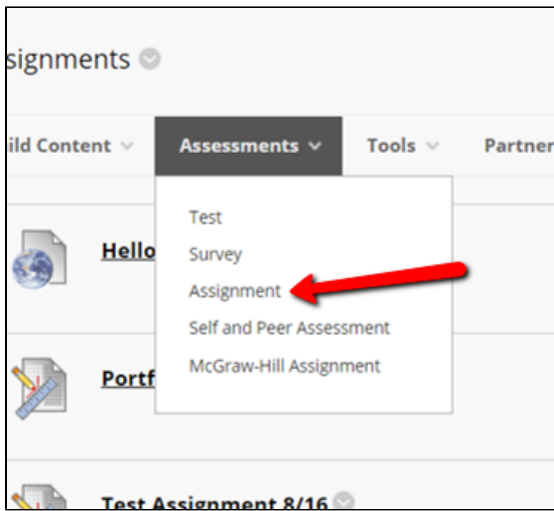 signments
ild Content Assessments Tools Partner
Test
Hello
Survey
Assignment
Self and Peer Assessment
McGraw-Hill Assignment
Portf
Test Assignment 8/16